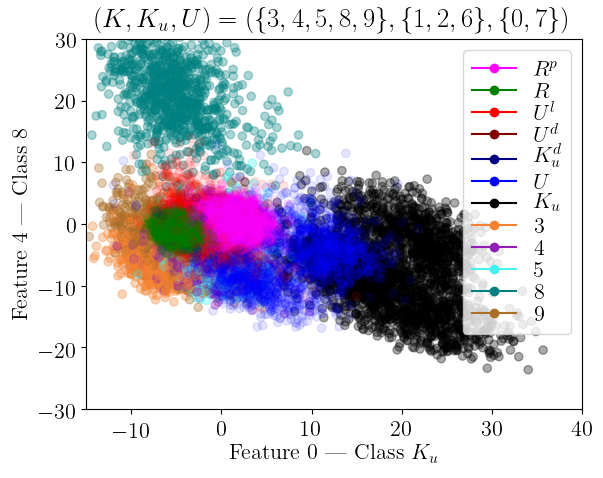 (K, K_u, U) = ({3, 4, 5, 8, 9}, {1, 2, 6}, {0, 7})
Feature 4 — Class 8
30
20
10
0
−10
−20
−30
R^p
R
U^l
U^d
K_u^d
U
K_u
3
4
5
8
9
−10
0
10
20
30
40
Feature 0 — Class K_u